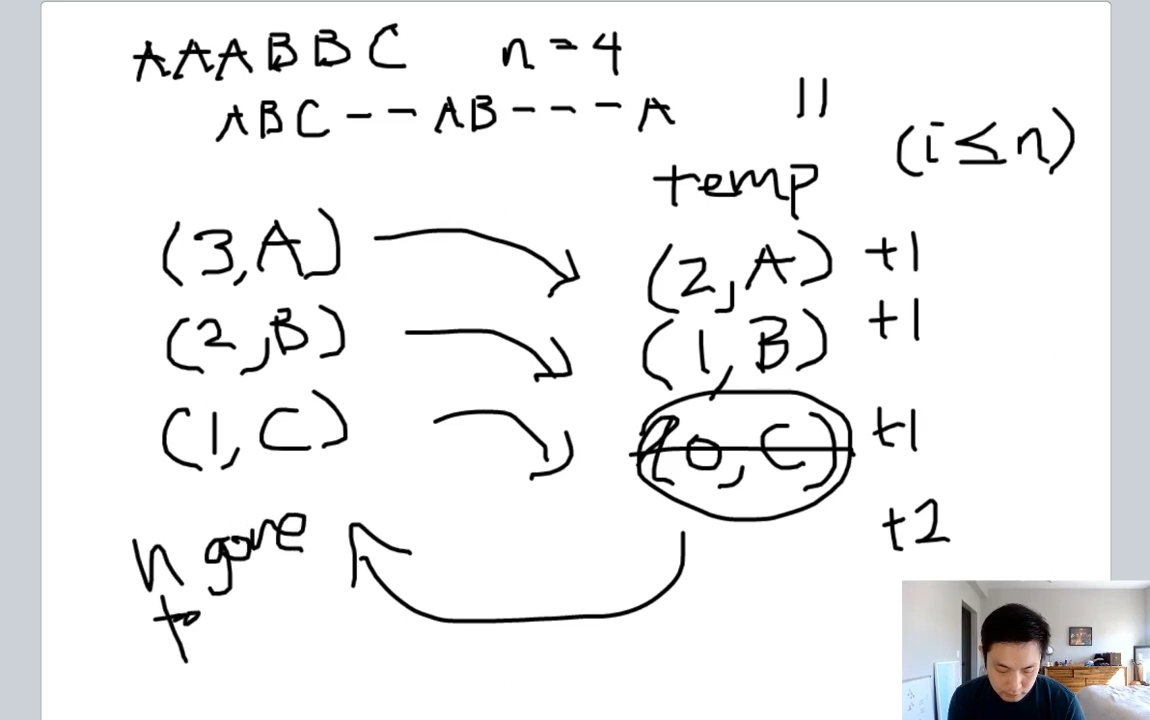 AAABBC n = 4
ABC--AB---A 11
(i ≤ n)
temp
(3,A) (2,A) +1
(2,B) (1,B) +1
(1,C) (0,C) +1
+2
n gone
to